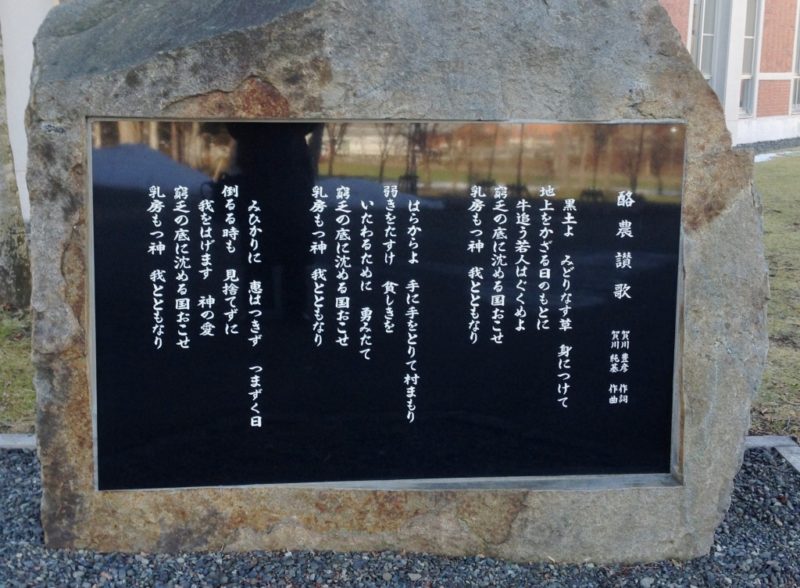 酪農讃歌
賀川 豊彦 作詞
賀川 純基 作曲
黒土よ みどりなす草 身につけて
地上をかざる日のもとに
牛追う若人はぐくめよ
窮乏の底に沈める国おこせ
乳房もつ神 我とともなり
はらからよ 手に手をとりて村まもり
弱きをたすけ 貧しきを
いたわるために 勇みたて
窮乏の底に沈める国おこせ
乳房もつ神 我とともなり
みひかりに 恵はつきず つまずく日
倒るる時も 見捨てずに
我をはげます 神の愛
窮乏の底に沈める国おこせ
乳房もつ神 我とともなり